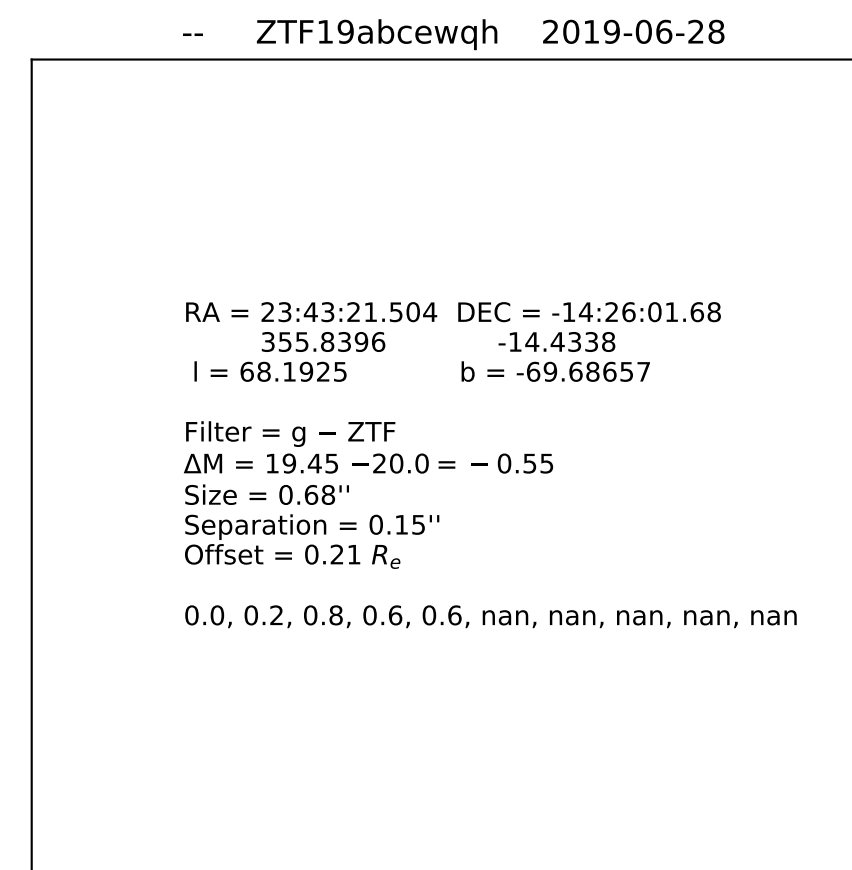 -- ZTF19abcewqh 2019-06-28
RA = 23:43:21.504 DEC = -14:26:01.68
355.8396 -14.4338
l = 68.1925 b = -69.68657
Filter = g − ZTF
ΔM = 19.45 −20.0 = − 0.55
Size = 0.68''
Separation = 0.15''
Offset = 0.21 Rₑ
0.0, 0.2, 0.8, 0.6, 0.6, nan, nan, nan, nan, nan